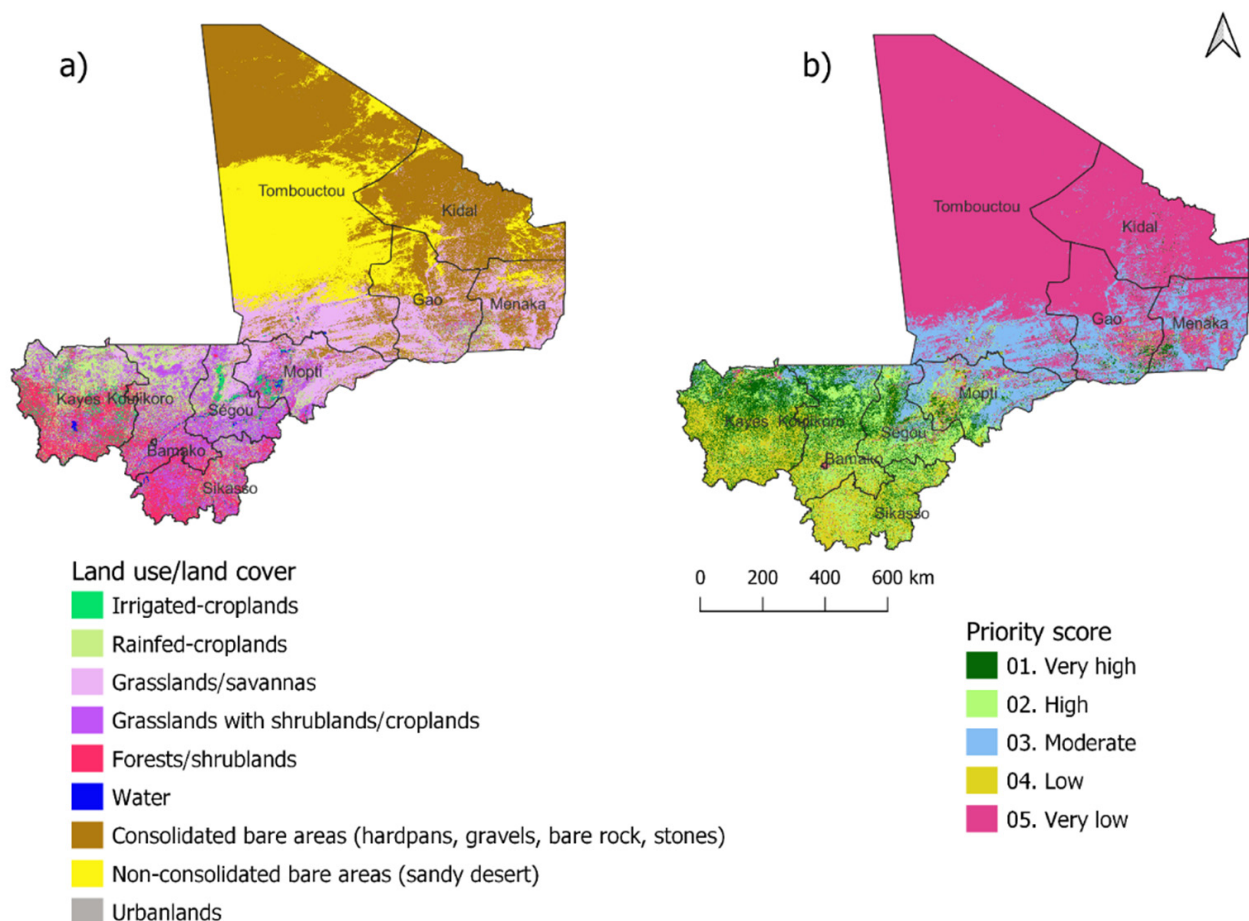 a)
Tombouctou
Kidal
Gao
Menaka
Mopti
Kayes
Koulikoro
Ségou
Bamako
Sikasso
Land use/land cover
Irrigated-croplands
Rainfed-croplands
Grasslands/savannas
Grasslands with shrublands/croplands
Forests/shrublands
Water
Consolidated bare areas (hardpans, gravels, bare rock, stones)
Non-consolidated bare areas (sandy desert)
Urbanlands
b)
Tombouctou
Kidal
Gao
Menaka
Mopti
Kayes
Koulikoro
Ségou
Bamako
Sikasso
0 200 400 600 km
Priority score
01. Very high
02. High
03. Moderate
04. Low
05. Very low